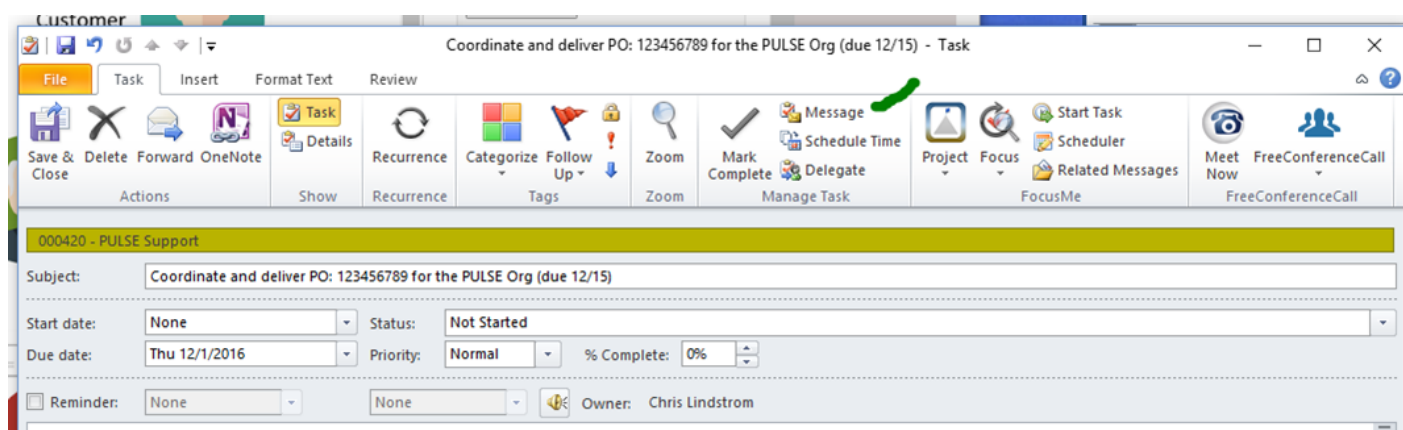 Customer
Coordinate and deliver PO: 123456789 for the PULSE Org (due 12/15) - Task
File Task Insert Format Text Review
Save & Close Delete Forward OneNote
Task
Details
Recurrence
Categorize Follow Up
Zoom
Mark Complete
Message
Schedule Time
Delegate
Project Focus
Start Task
Scheduler
Related Messages
Meet Now FreeConferenceCall
Actions Show Recurrence Tags Zoom Manage Task FocusMe FreeConferenceCall
000420 - PULSE Support
Subject: Coordinate and deliver PO: 123456789 for the PULSE Org (due 12/15)
Start date: None Status: Not Started
Due date: Thu 12/1/2016 Priority: Normal % Complete: 0%
Reminder: None None Owner: Chris Lindstrom